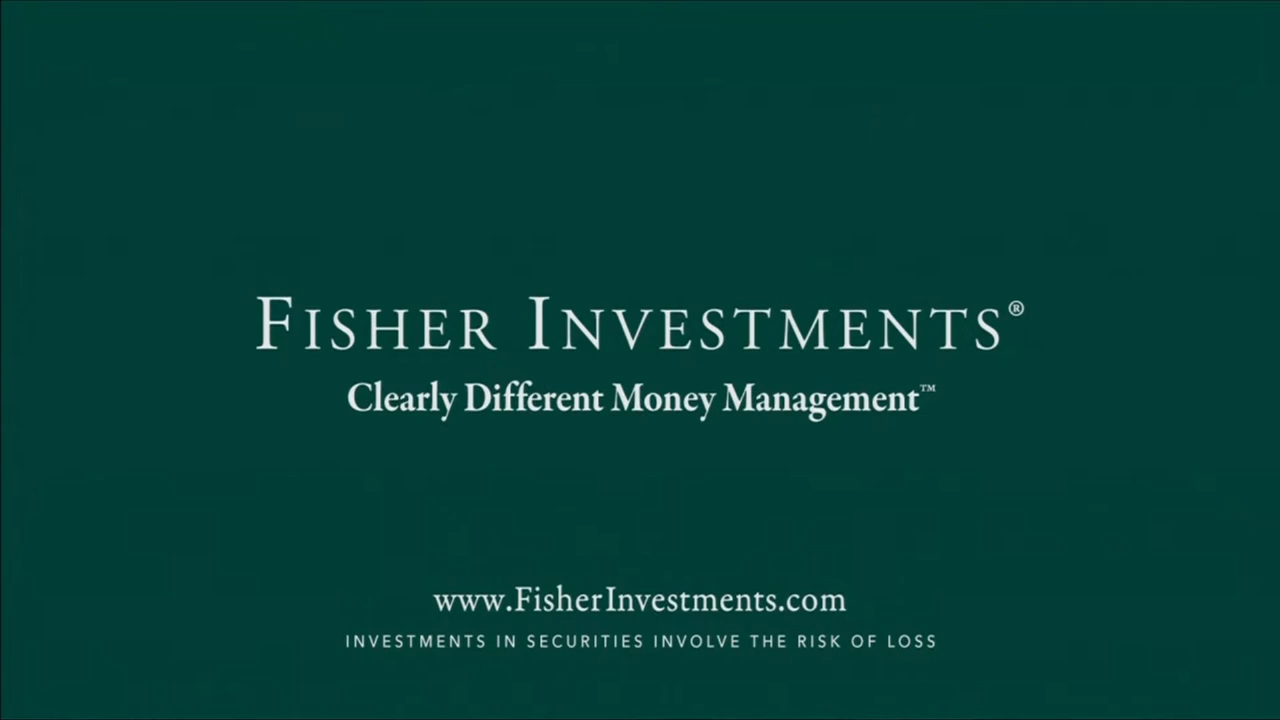 FISHER INVESTMENTS®
Clearly Different Money Management™
www.FisherInvestments.com
INVESTMENTS IN SECURITIES INVOLVE THE RISK OF LOSS